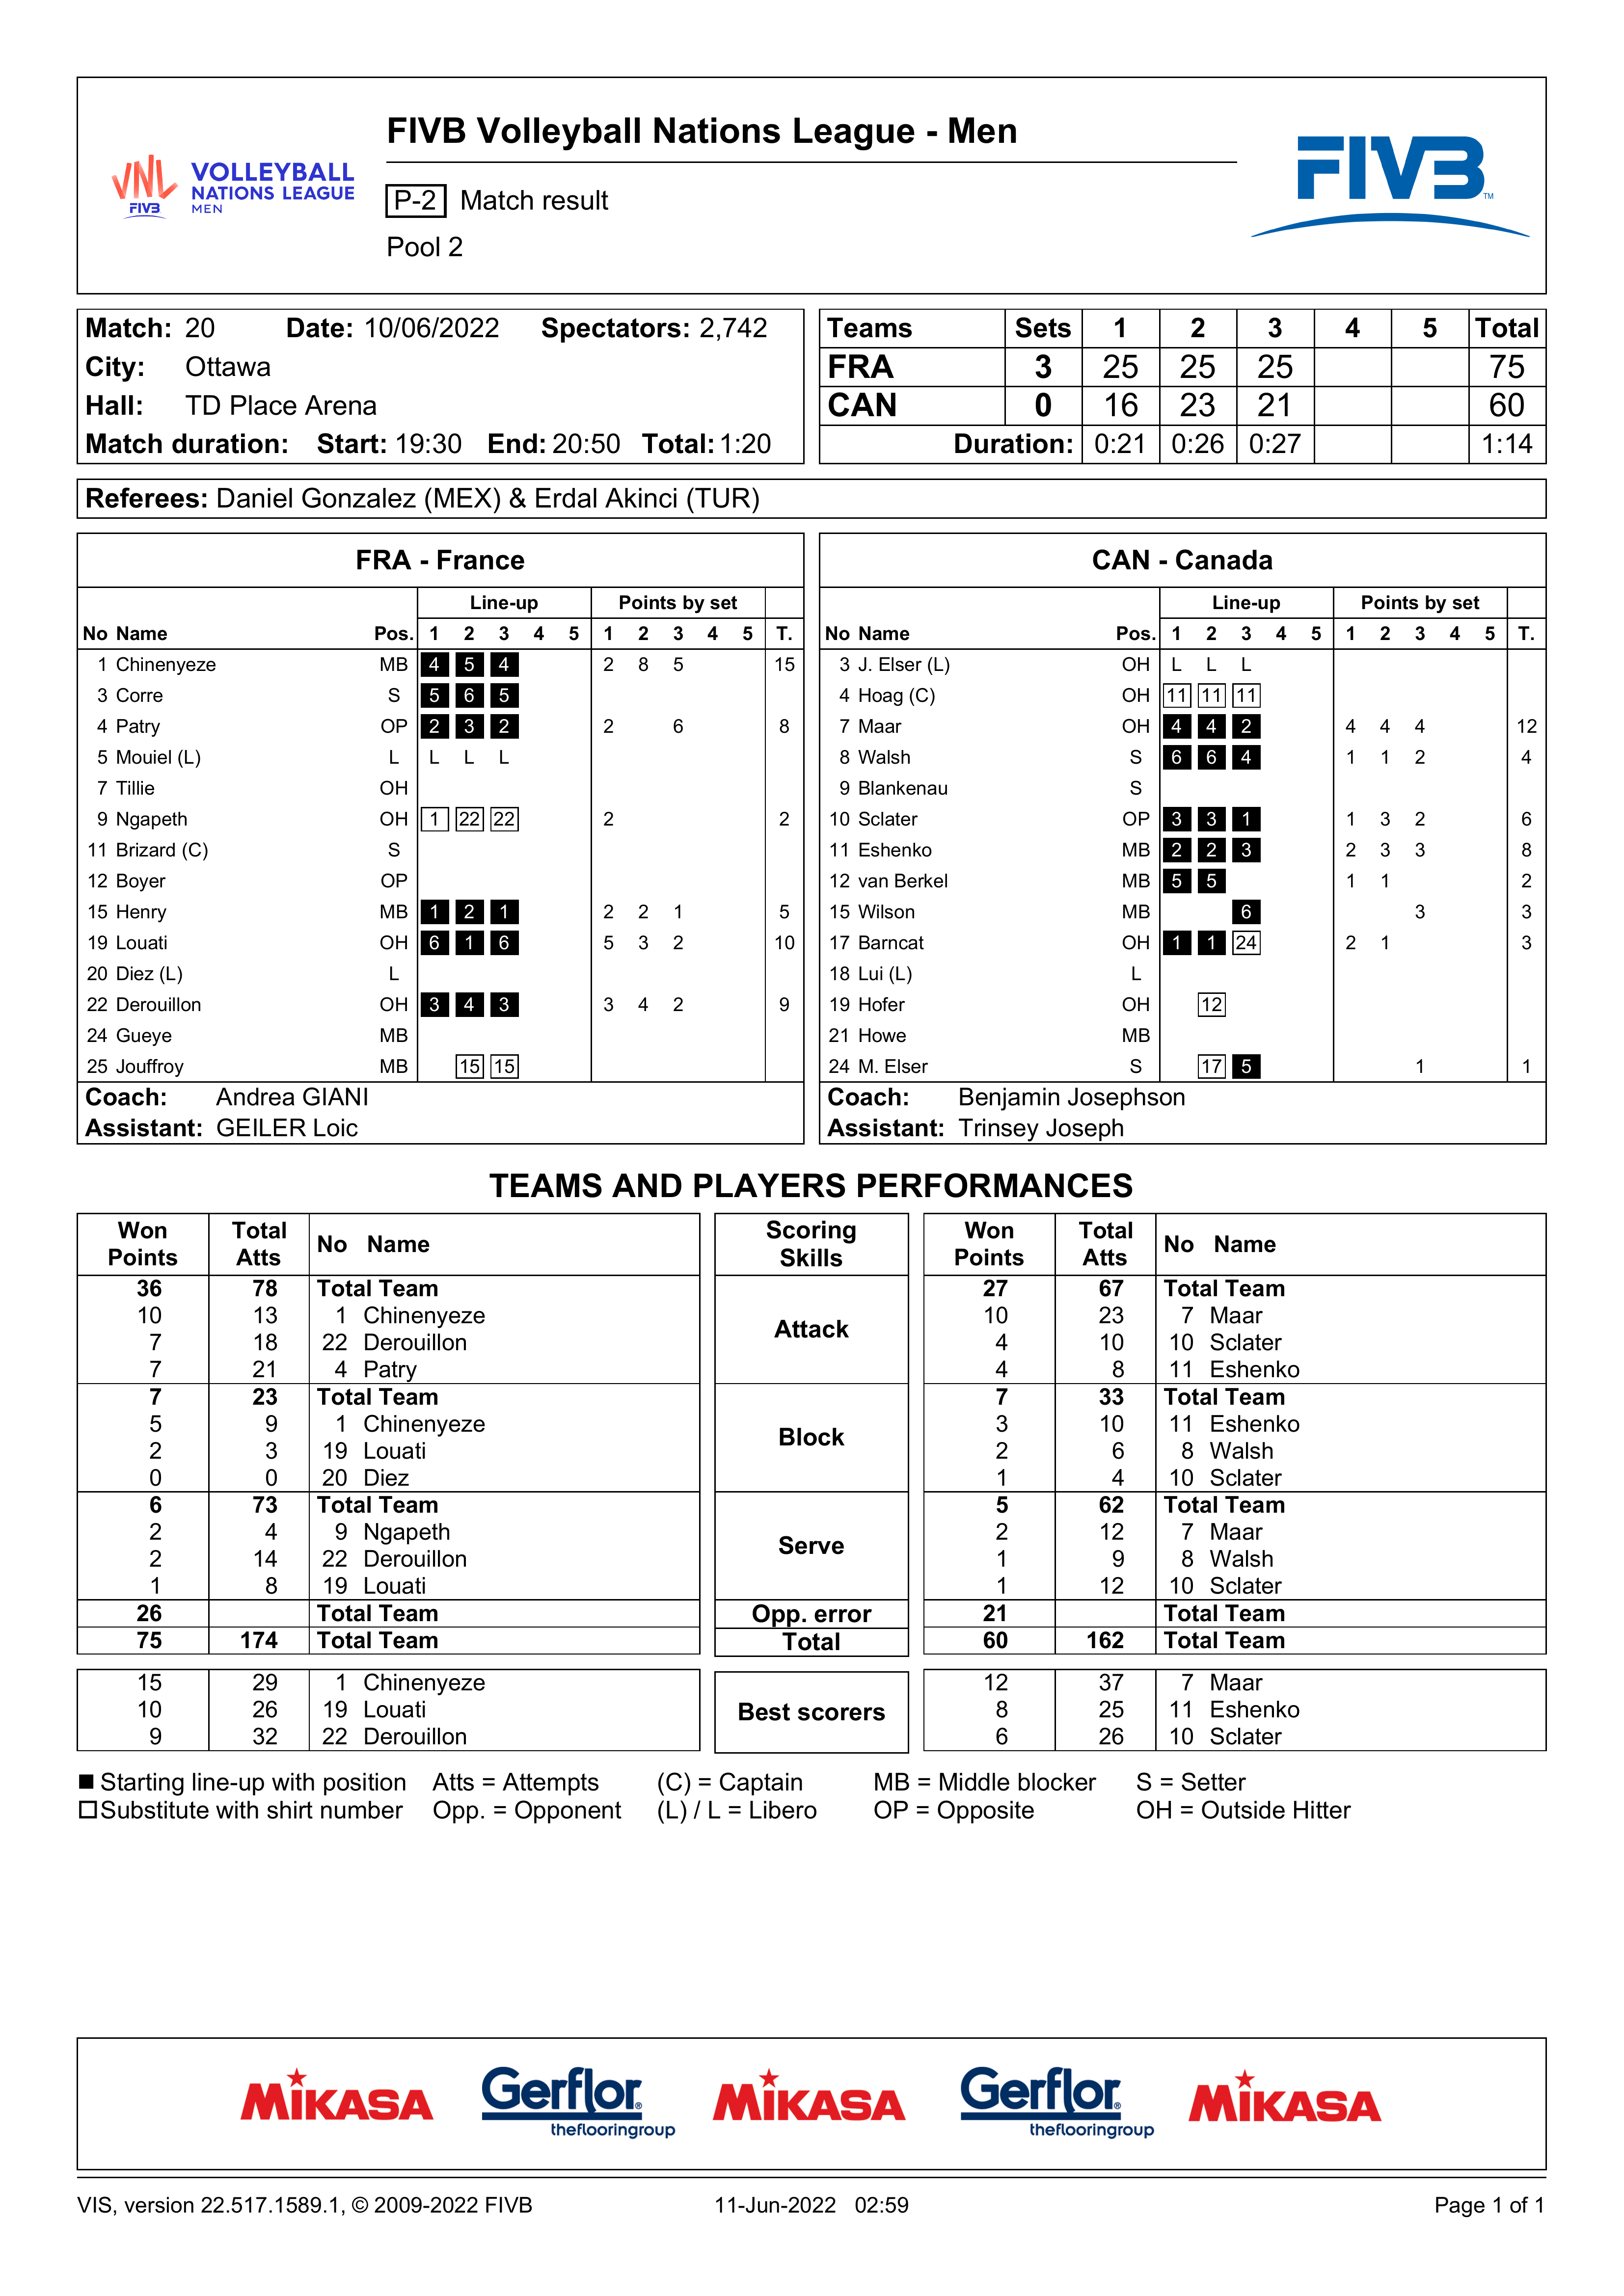 FIVB Volleyball Nations League - Men
VNL FIVB
VOLLEYBALL
NATIONS LEAGUE
MEN
P-2 Match result
Pool 2
FIVB TM
Match: 20 Date: 10/06/2022 Spectators: 2,742
City: Ottawa
Hall: TD Place Arena
Match duration: Start: 19:30 End: 20:50 Total: 1:20
Teams Sets 1 2 3 4 5 Total
FRA 3 25 25 25 75
CAN 0 16 23 21 60
Duration: 0:21 0:26 0:27 1:14
Referees: Daniel Gonzalez (MEX) & Erdal Akinci (TUR)
FRA - France
Line-up Points by set
No Name Pos. 1 2 3 4 5 1 2 3 4 5 T.
1 Chinenyeze MB 4 5 4 2 8 5 15
3 Corre S 5 6 5
4 Patry OP 2 3 2 2 6 8
5 Mouiel (L) L L L L
7 Tillie OH
9 Ngapeth OH 1 22 22 2 2
11 Brizard (C) S
12 Boyer OP
15 Henry MB 1 2 1 2 2 1 5
19 Louati OH 6 1 6 5 3 2 10
20 Diez (L) L
22 Derouillon OH 3 4 3 3 4 2 9
24 Gueye MB
25 Jouffroy MB 15 15
Coach: Andrea GIANI
Assistant: GEILER Loic
CAN - Canada
Line-up Points by set
No Name Pos. 1 2 3 4 5 1 2 3 4 5 T.
3 J. Elser (L) OH L L L
4 Hoag (C) OH 11 11 11
7 Maar OH 4 4 2 4 4 4 12
8 Walsh S 6 6 4 1 1 2 4
9 Blankenau S
10 Sclater OP 3 3 1 1 3 2 6
11 Eshenko MB 2 2 3 2 3 3 8
12 van Berkel MB 5 5 1 1 2
15 Wilson MB 6 3 3
17 Barncat OH 1 1 24 2 1 3
18 Lui (L) L
19 Hofer OH 12
21 Howe MB
24 M. Elser S 17 5 1 1
Coach: Benjamin Josephson
Assistant: Trinsey Joseph
TEAMS AND PLAYERS PERFORMANCES
Won Points Total Atts No Name Scoring Skills Won Points Total Atts No Name
36 78 Total Team 27 67 Total Team
10 13 1 Chinenyeze 10 23 7 Maar
Attack
7 18 22 Derouillon 4 10 10 Sclater
7 21 4 Patry 4 8 11 Eshenko
7 23 Total Team 7 33 Total Team
5 9 1 Chinenyeze 3 10 11 Eshenko
Block
2 3 19 Louati 2 6 8 Walsh
0 0 20 Diez 1 4 10 Sclater
6 73 Total Team 5 62 Total Team
2 4 9 Ngapeth 2 12 7 Maar
Serve
2 14 22 Derouillon 1 9 8 Walsh
1 8 19 Louati 1 12 10 Sclater
26 Total Team Opp. error 21 Total Team
75 174 Total Team Total 60 162 Total Team
15 29 1 Chinenyeze 12 37 7 Maar
10 26 19 Louati Best scorers 8 25 11 Eshenko
9 32 22 Derouillon 6 26 10 Sclater
Starting line-up with position Atts = Attempts (C) = Captain MB = Middle blocker S = Setter
Substitute with shirt number Opp. = Opponent (L) / L = Libero OP = Opposite OH = Outside Hitter
MIKASA Gerflor® theflooringgroup MIKASA Gerflor® theflooringgroup MIKASA
VIS, version 22.517.1589.1, © 2009-2022 FIVB 11-Jun-2022 02:59 Page 1 of 1